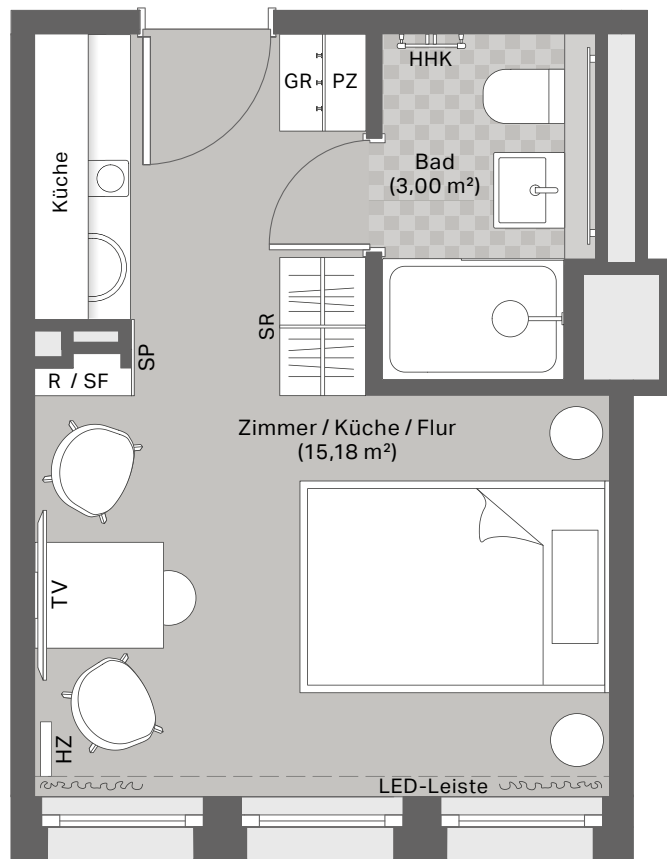 HHK
GR PZ
Bad
(3,00 m²)
Küche
SR
SP
R / SF
Zimmer / Küche / Flur
(15,18 m²)
TV
HZ
LED-Leiste